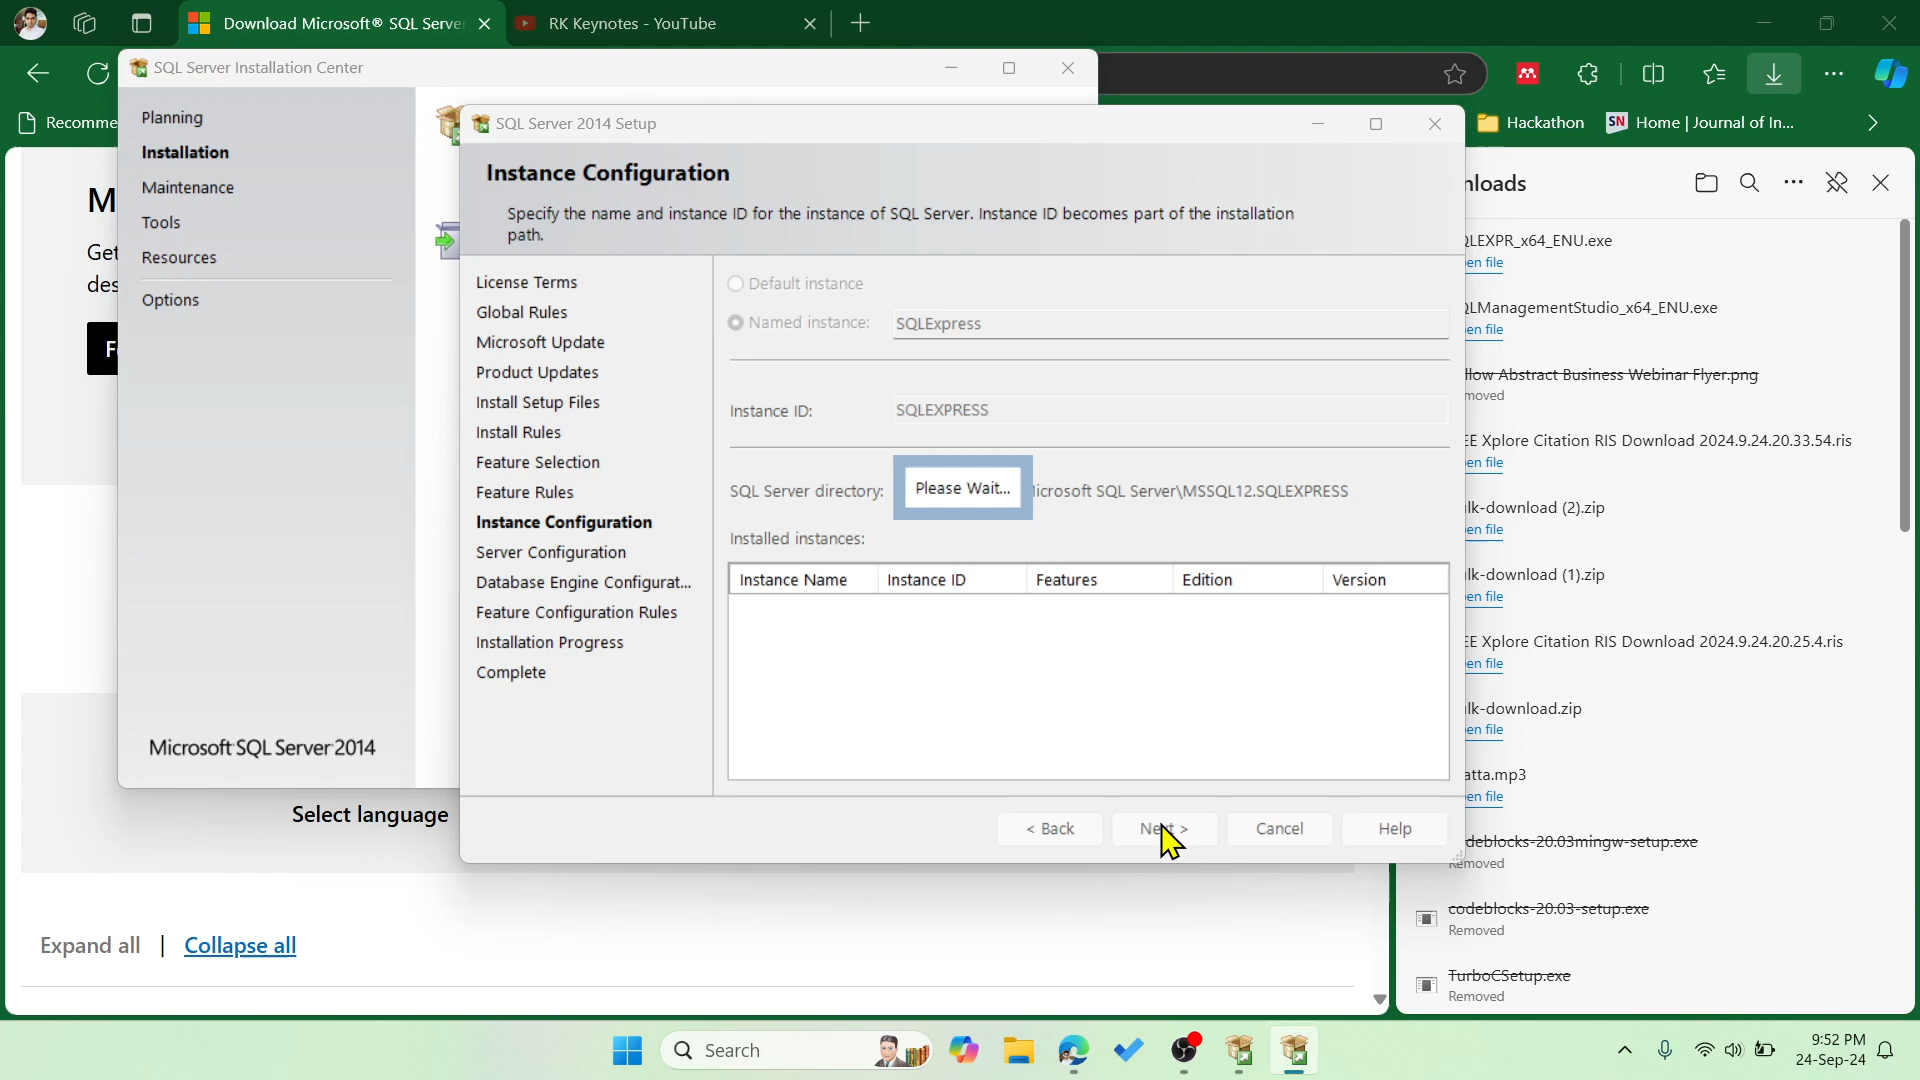 Download Microsoft® SQL Serve
RK Keynotes - YouTube
SQL Server Installation Center
Recomme
Hackathon
Home | Journal of In...
Planning
Installation
Maintenance
Tools
Resources
Options
Microsoft SQL Server 2014
M
Get
des
SQL Server 2014 Setup
Instance Configuration
Specify the name and instance ID for the instance of SQL Server. Instance ID becomes part of the installation
path.
License Terms
Global Rules
Microsoft Update
Product Updates
Install Setup Files
Install Rules
Feature Selection
Feature Rules
Instance Configuration
Server Configuration
Database Engine Configurat...
Feature Configuration Rules
Installation Progress
Complete
Default instance
Named instance: SQLExpress
Instance ID: SQLEXPRESS
SQL Server directory: Please Wait... icrosoft SQL Server\MSSQL12.SQLEXPRESS
Installed instances:
Instance Name Instance ID Features Edition Version
< Back Next > Cancel Help
nloads
QLEXPR_x64_ENU.exe
en file
QLManagementStudio_x64_ENU.exe
en file
llow Abstract Business Webinar Flyer.png
moved
EE Xplore Citation RIS Download 2024.9.24.20.33.54.ris
en file
lk-download (2).zip
en file
lk-download (1).zip
en file
EE Xplore Citation RIS Download 2024.9.24.20.25.4.ris
en file
lk-download.zip
en file
atta.mp3
en file
deblocks-20.03mingw-setup.exe
Removed
codeblocks-20.03-setup.exe
Removed
TurboCSetup.exe
Removed
Select language
Expand all | Collapse all
Search
9:52 PM
24-Sep-24